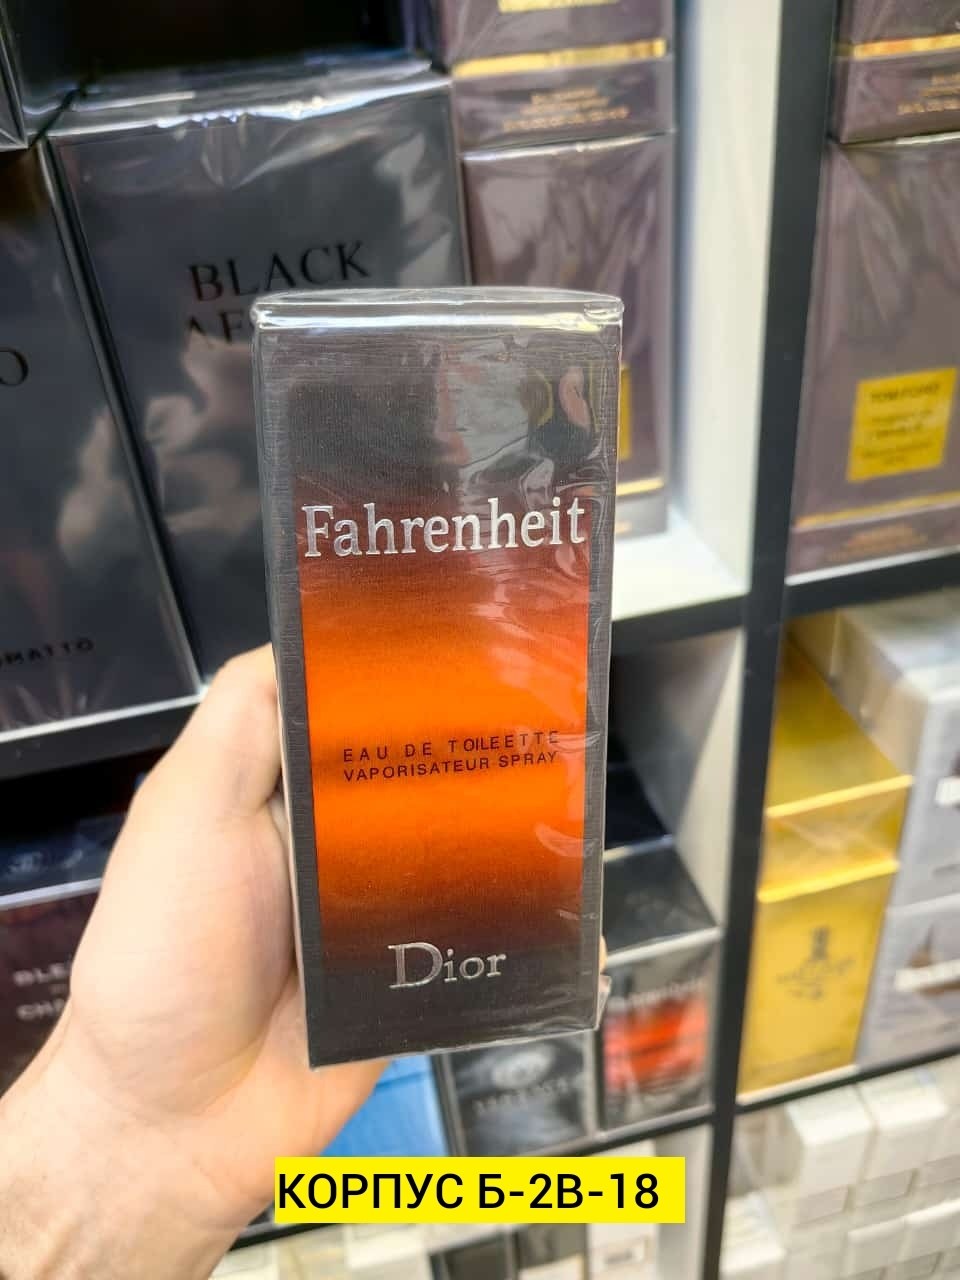 BLACK
Fahrenheit
EAU DE TOILEETTE
VAPORISATEUR SPRAY
Dior
TOM FORD
КОРПУС Б-2В-18